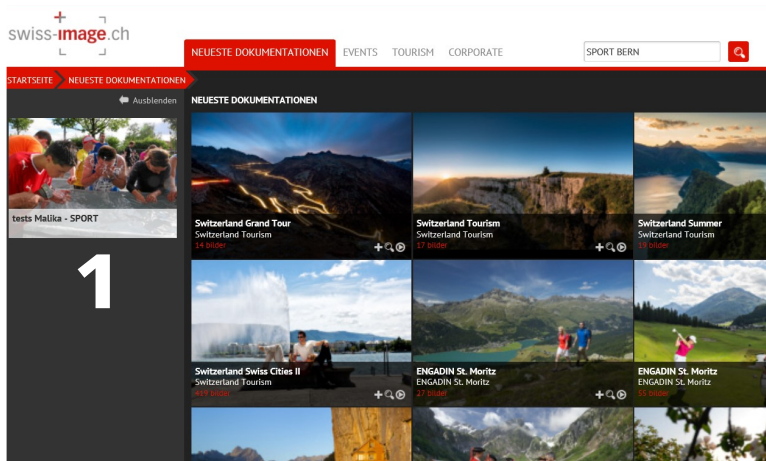 swiss-image.ch
NEUESTE DOKUMENTATIONEN EVENTS TOURISM CORPORATE SPORT BERN
STARTSEITE NEUESTE DOKUMENTATIONEN
Ausblenden
NEUESTE DOKUMENTATIONEN
tests Malika - SPORT
1
Switzerland Grand Tour
Switzerland Tourism
14 bilder
Switzerland Tourism
Switzerland Tourism
17 bilder
Switzerland Summer
Switzerland Tourism
19 bilder
Switzerland Swiss Cities II
Switzerland Tourism
469 bilder
ENGADIN St. Moritz
ENGADIN St. Moritz
27 bilder
ENGADIN St. Moritz
ENGADIN St. Moritz
55 bilder